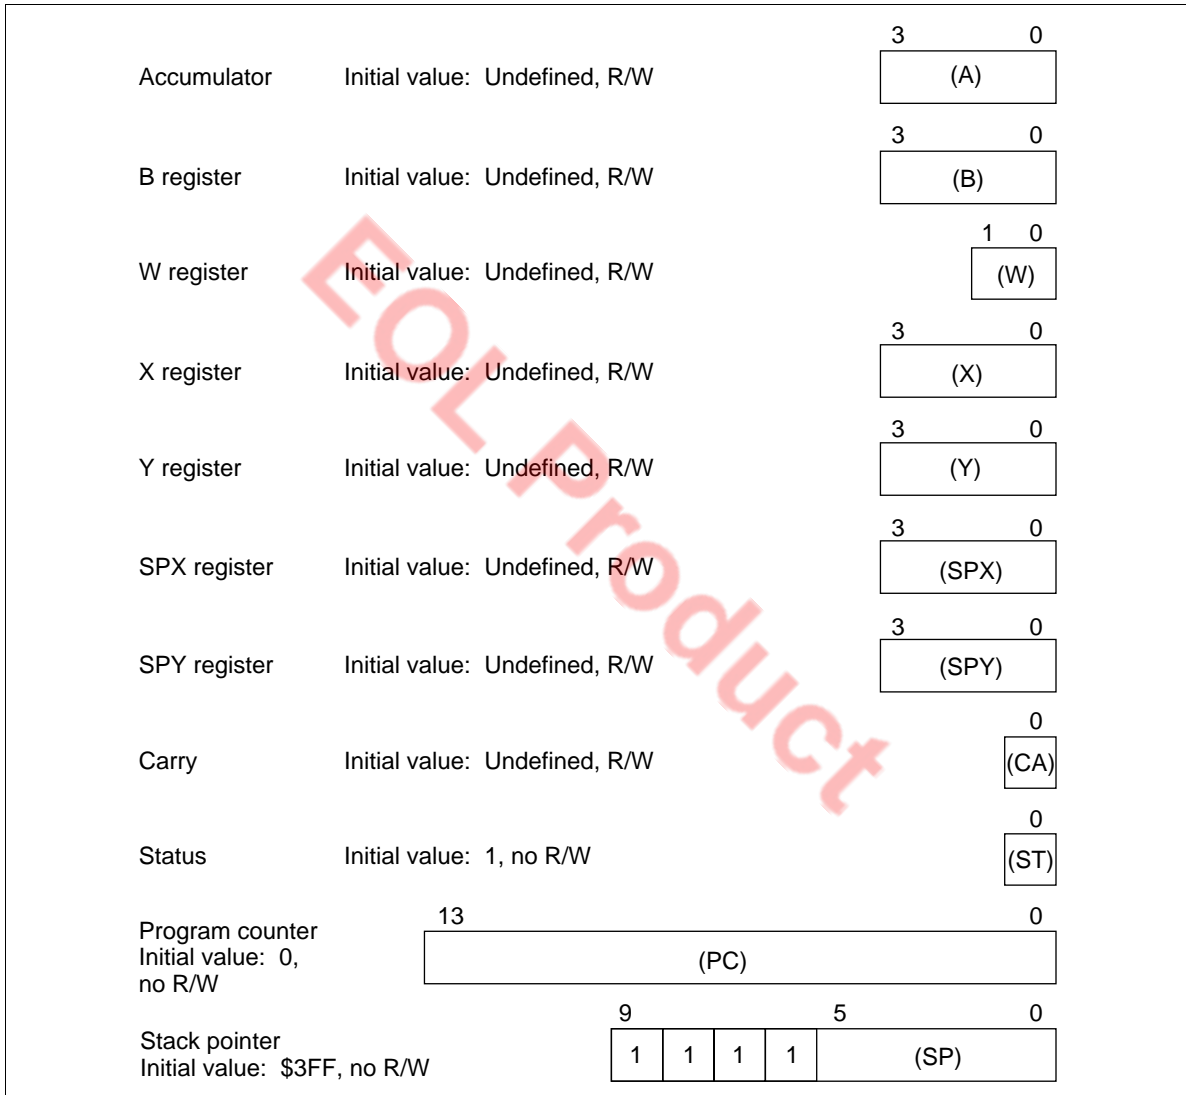 3 0
Accumulator Initial value: Undefined, R/W (A)
3 0
B register Initial value: Undefined, R/W (B)
1 0
W register Initial value: Undefined, R/W (W)
3 0
X register Initial value: Undefined, R/W (X)
3 0
Y register Initial value: Undefined, R/W (Y)
3 0
SPX register Initial value: Undefined, R/W (SPX)
3 0
SPY register Initial value: Undefined, R/W (SPY)
0
Carry Initial value: Undefined, R/W (CA)
0
Status Initial value: 1, no R/W (ST)
13 0
Program counter
Initial value: 0,
no R/W
(PC)
9 5 0
Stack pointer
Initial value: $3FF, no R/W
1 1 1 1 (SP)
EOL Product